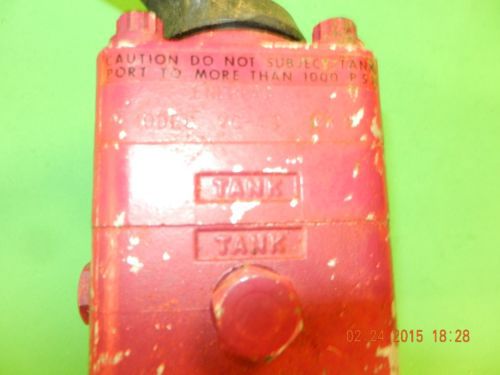 CAUTION DO NOT SUBJECT TANK
PORT TO MORE THAN 1000 P.S.
TANK
TANK
02 24 2015 18:28